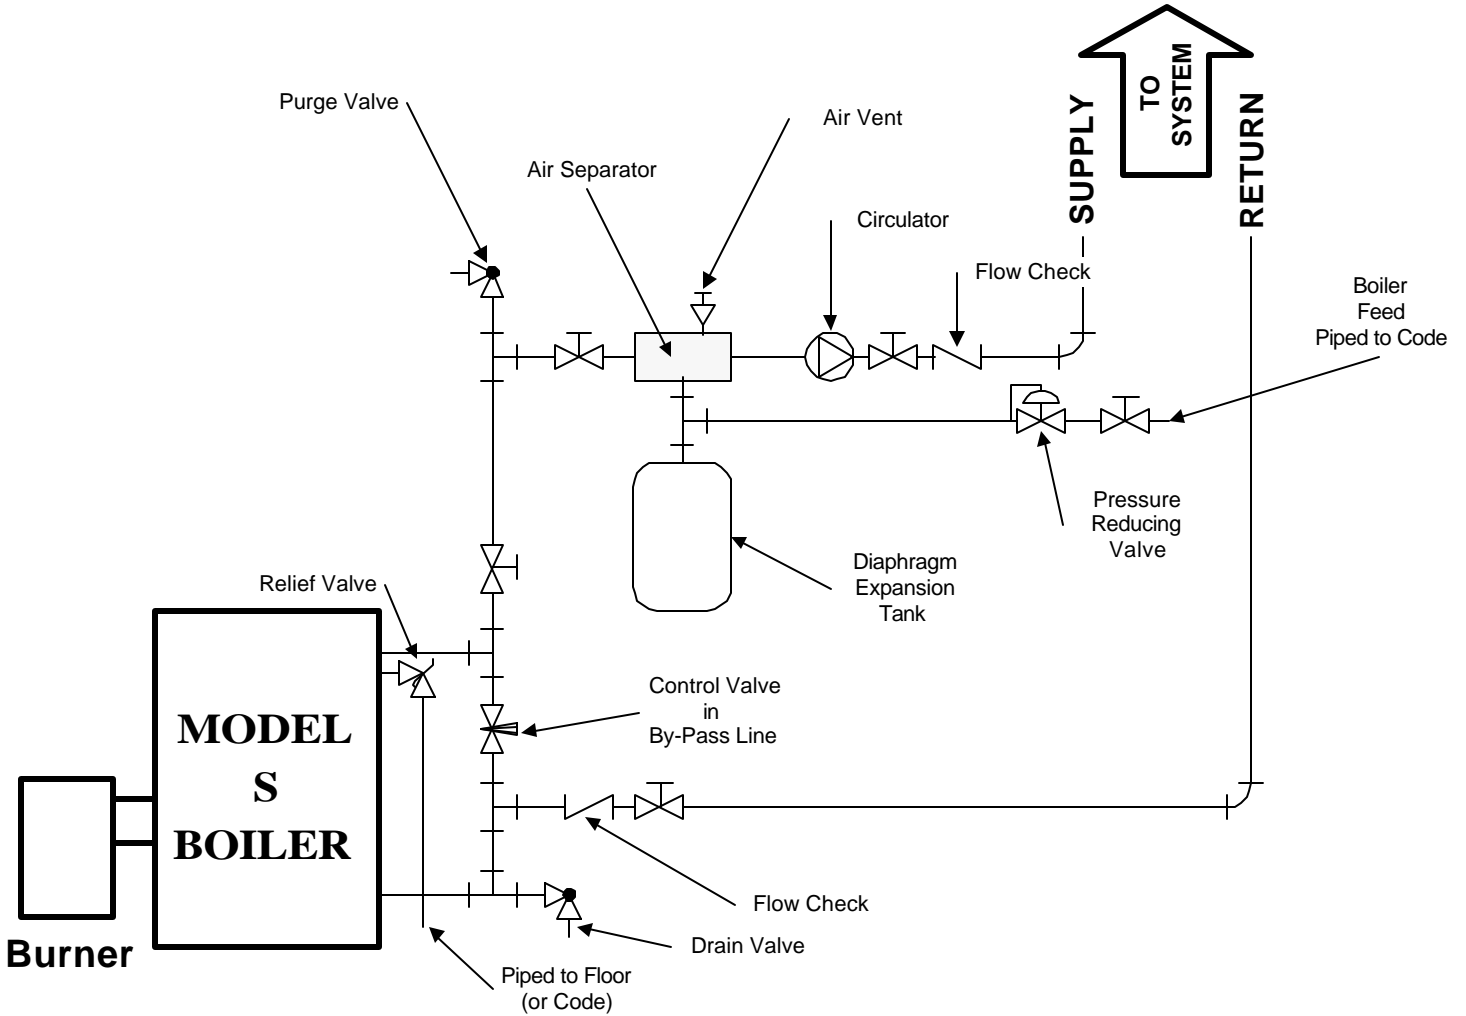 TO
SYSTEM
SUPPLY
RETURN
Purge Valve
Air Vent
Air Separator
Circulator
Flow Check
Boiler
Feed
Piped to Code
Pressure
Reducing
Valve
Diaphragm
Expansion
Tank
Relief Valve
Control Valve
in
By-Pass Line
MODEL
S
BOILER
Burner
Flow Check
Drain Valve
Piped to Floor
(or Code)